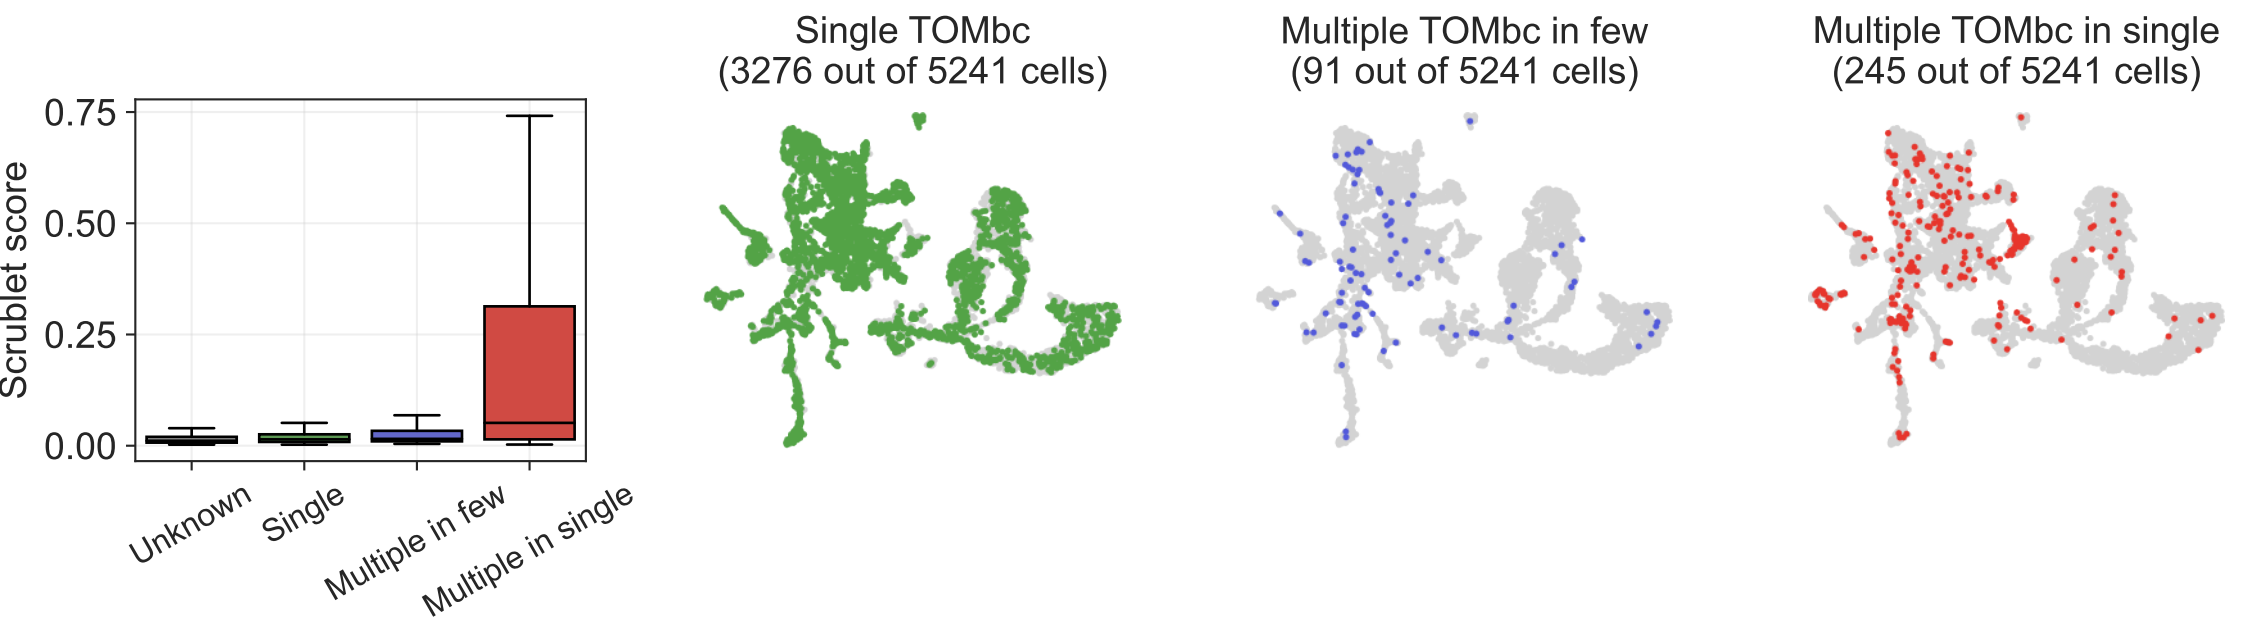 Scrublet score
0.75
0.50
0.25
0.00
Unknown
Single
Multiple in few
Multiple in single
Single TOMbc
(3276 out of 5241 cells)
Multiple TOMbc in few
(91 out of 5241 cells)
Multiple TOMbc in single
(245 out of 5241 cells)